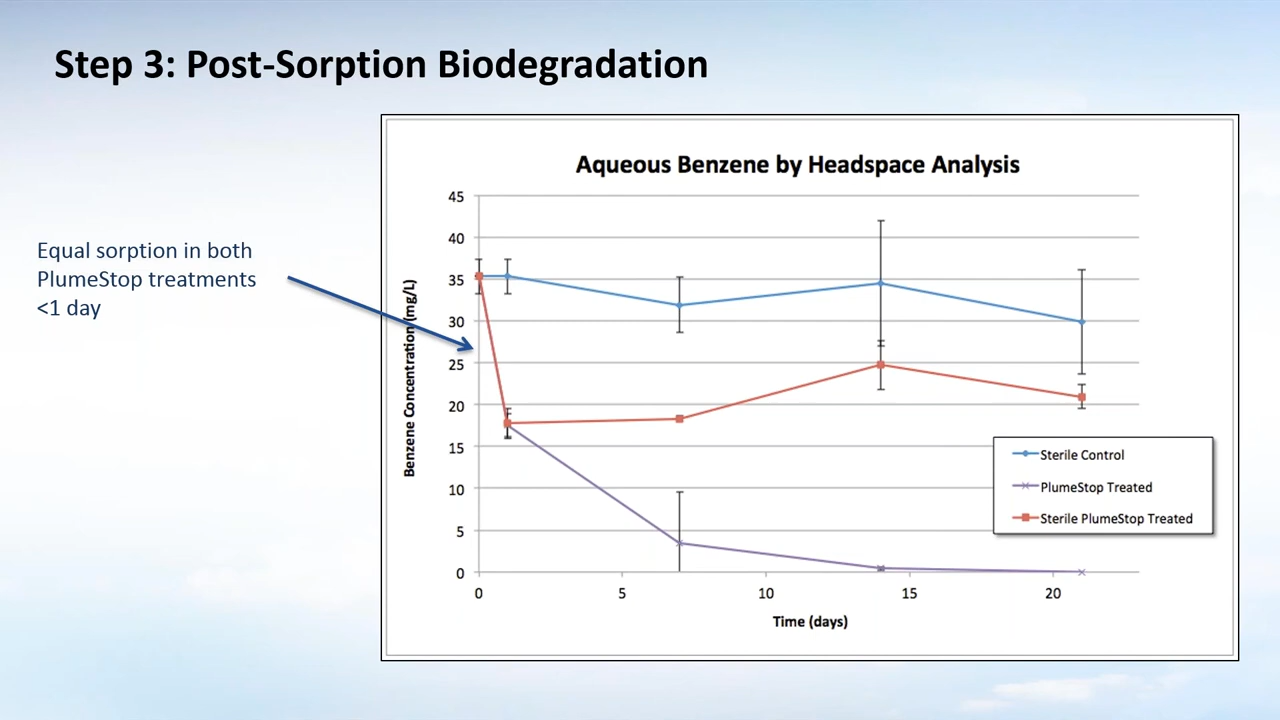 Step 3: Post-Sorption Biodegradation
Equal sorption in both
PlumeStop treatments
<1 day
Aqueous Benzene by Headspace Analysis
Benzene Concentration (mg/L)
45
40
35
30
25
20
15
10
5
0
0
5
10
15
20
Time (days)
Sterile Control
PlumeStop Treated
Sterile PlumeStop Treated